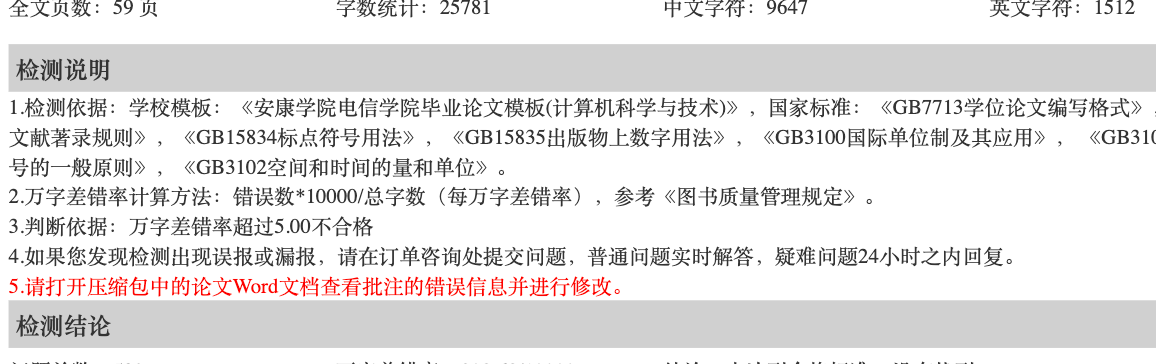 全文页数：59 页 字数统计：25781 中文字符：9647 英文字符：1512
检测说明
1.检测依据：学校模板：《安康学院电信学院毕业论文模板(计算机科学与技术)》，国家标准：《GB7713学位论文编写格式》，
文献著录规则》，《GB15834标点符号用法》，《GB15835出版物上数字用法》，《GB3100国际单位制及其应用》， 《GB310
号的一般原则》，《GB3102空间和时间的量和单位》。
2.万字差错率计算方法：错误数*10000/总字数（每万字差错率），参考《图书质量管理规定》。
3.判断依据：万字差错率超过5.00不合格
4.如果您发现检测出现误报或漏报，请在订单咨询处提交问题，普通问题实时解答，疑难问题24小时之内回复。
5.请打开压缩包中的论文Word文档查看批注的错误信息并进行修改。
检测结论